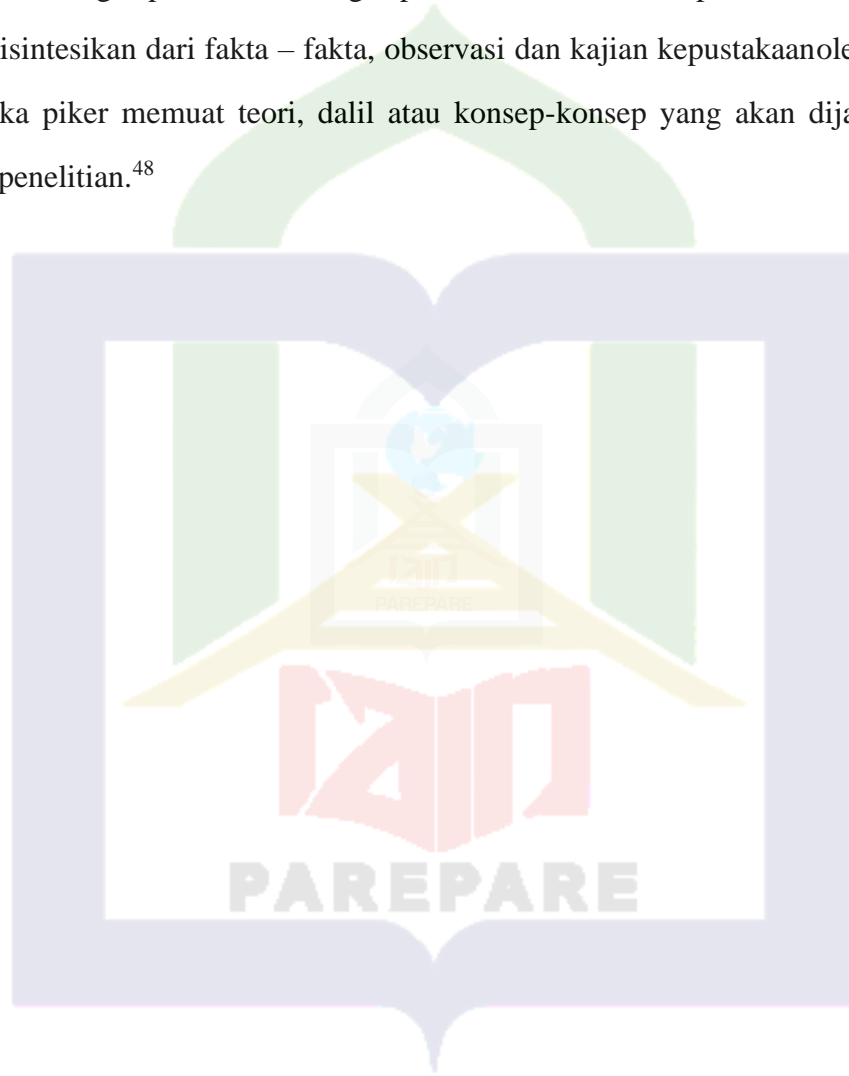 isintesikan dari fakta – fakta, observasi dan kajian kepustakaanole
ka piker memuat teori, dalil atau konsep-konsep yang akan dija
penelitian.⁴⁸
PAREPARE
iain
PAREPARE